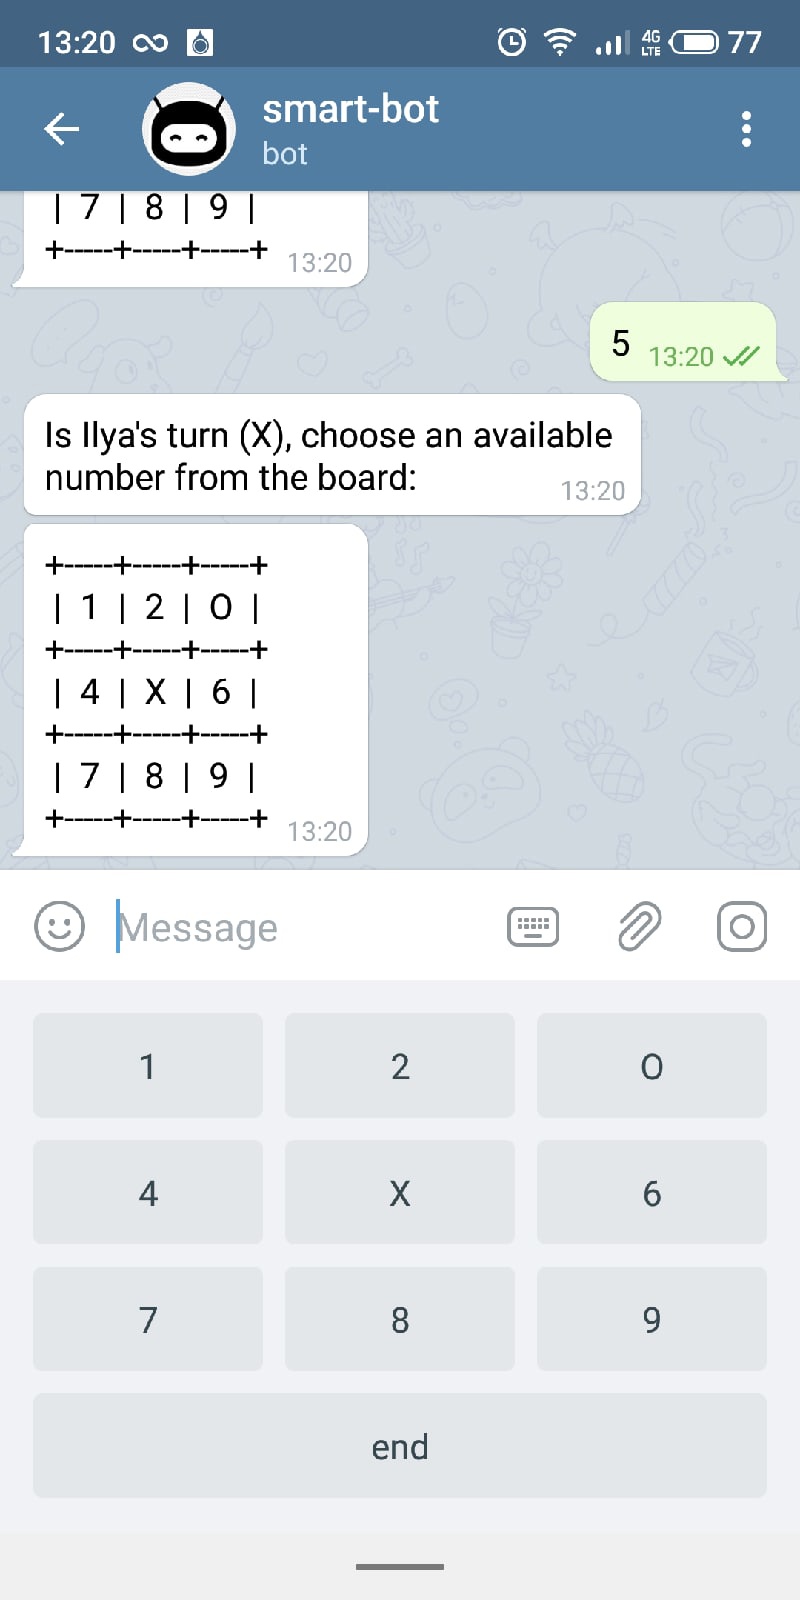 13:20 4G LTE 77
smart-bot
bot
| 7 | 8 | 9 |
+-----+-----+-----+ 13:20
5 13:20
Is Ilya's turn (X), choose an available
number from the board: 13:20
+-----+-----+-----+
| 1 | 2 | O |
+-----+-----+-----+
| 4 | X | 6 |
+-----+-----+-----+
| 7 | 8 | 9 |
+-----+-----+-----+ 13:20
Message
1 2 O
4 X 6
7 8 9
end